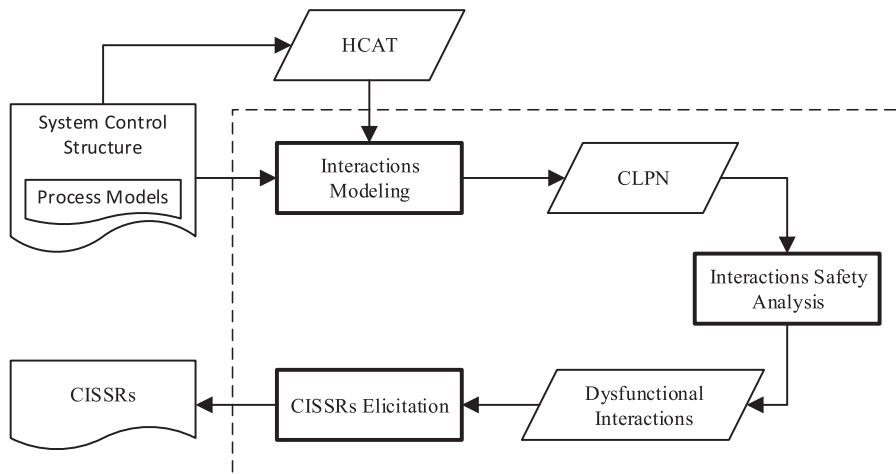 HCAT
System Control
Structure
Process Models
Interactions
Modeling
CLPN
Interactions Safety
Analysis
CISSRs
CISSRs Elicitation
Dysfunctional
Interactions